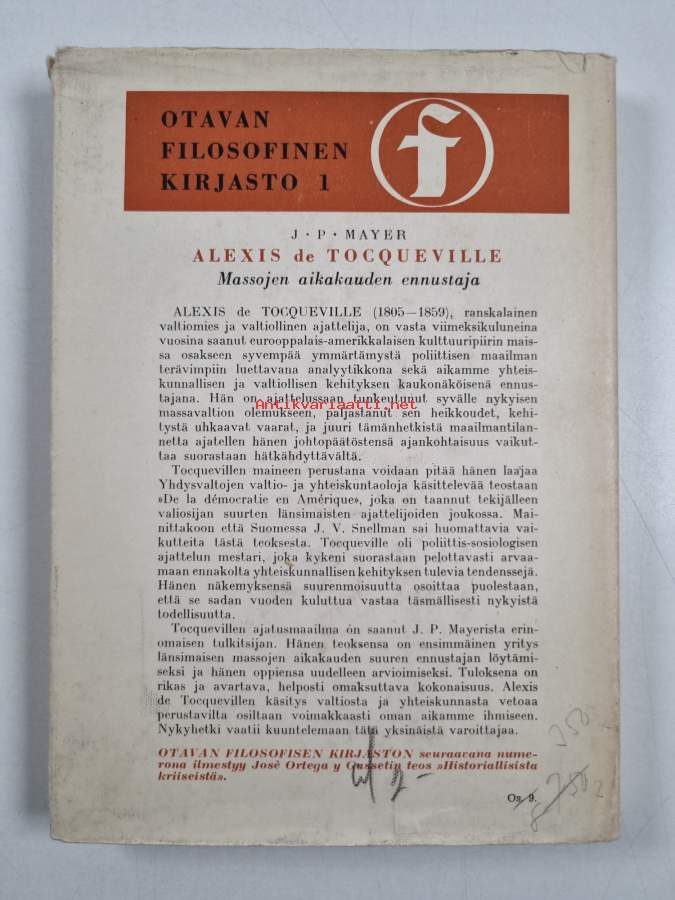 OTAVAN
FILOSOFINEN
KIRJASTO 1
f
J · P · MAYER
ALEXIS de TOCQUEVILLE
Massojen aikakauden ennustaja
ALEXIS de TOCQUEVILLE (1805—1859), ranskalainen
valtiomies ja valtiollinen ajattelija, on vasta viimeksikuluneina
vuosina saanut eurooppalais-amerikkalaisen kulttuuripiirin mais-
sa osakseen syvempää ymmärtämystä poliittisen maailman
terävimpiin luettavana analyytikkona sekä aikamme yhteis-
kunnallisen ja valtiollisen kehityksen kaukonäköisenä ennus-
tajana. Hän on ajattelussaan tunkeutunut syvälle nykyisen
Antikvariaatti.net
massavaltion olemukseen, paljastanut sen heikkoudet, kehi-
tystä uhkaavat vaarat, ja juuri tämänhetkistä maailmantilan-
netta ajatellen hänen johtopäätöstensä ajankohtaisuus vaikut-
taa suorastaan hätkähdyttävältä.
Tocquevillen maineen perustana voidaan pitää hänen laajaa
Yhdysvaltojen valtio- ja yhteiskuntaoloja käsittelevää teostaan
»De la démocratie en Amérique», joka on taannut tekijälleen
valiosijan suurten länsimaisten ajattelijoiden joukossa. Mai-
nittakoon että Suomessa J. V. Snellman sai huomattavia vai-
kutteita tästä teoksesta. Tocqueville oli poliittis-sosiologisen
ajattelun mestari, joka kykeni suorastaan pelottavasti arvaa-
maan ennakolta yhteiskunnallisen kehityksen tulevia tendenssejä.
Hänen näkemyksensä suurenmoisuutta osoittaa puolestaan,
että se sadan vuoden kuluttua vastaa täsmällisesti nykyistä
todellisuutta.
Tocquevillen ajatusmaailma on saanut J. P. Mayerista erin-
omaisen tulkitsijan. Hänen teoksensa on ensimmäinen yritys
länsimaisen massojen aikakauden suuren ennustajan löytämi-
seksi ja hänen oppiensa uudelleen arvioimiseksi. Tuloksena on
rikas ja avartava, helposti omaksuttava kokonaisuus. Alexis
de Tocquevillen käsitys valtiosta ja yhteiskunnasta vetoaa
perustavilta osiltaan voimakkaasti oman aikamme ihmiseen.
Nykyhetki vaatii kuuntelemaan tätä yksinäistä varoittajaa.
OTAVAN FILOSOFISEN KIRJASTON seuraavana nume-
rona ilmestyy José Ortega y Gassetin teos »Historiallisista
kriiseistä».
750
Oz. 9.